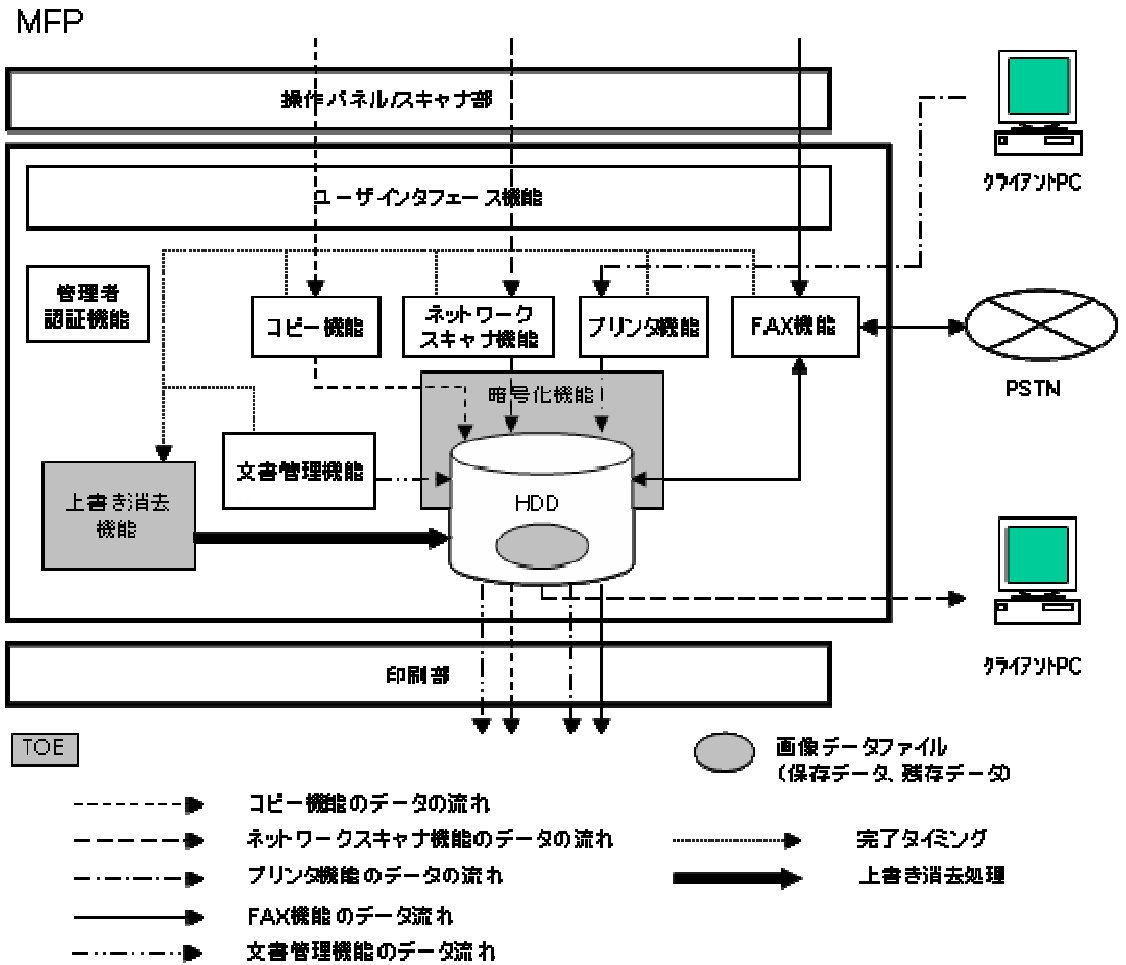 MFP
操作パネル/スキャナ部
クライアントPC
ユーザインタフェース機能
管理者
認証機能
コピー機能
ネットワーク
スキャナ機能
プリンタ機能
FAX機能
PSTN
暗号化機能
文書管理機能
上書き消去
機能
HDD
クライアントPC
印刷部
TOE
画像データファイル
(保存データ、残存データ)
コピー機能のデータの流れ
ネットワークスキャナ機能のデータの流れ
完了タイミング
プリンタ機能のデータの流れ
上書き消去処理
FAX機能のデータ流れ
文書管理機能のデータ流れ